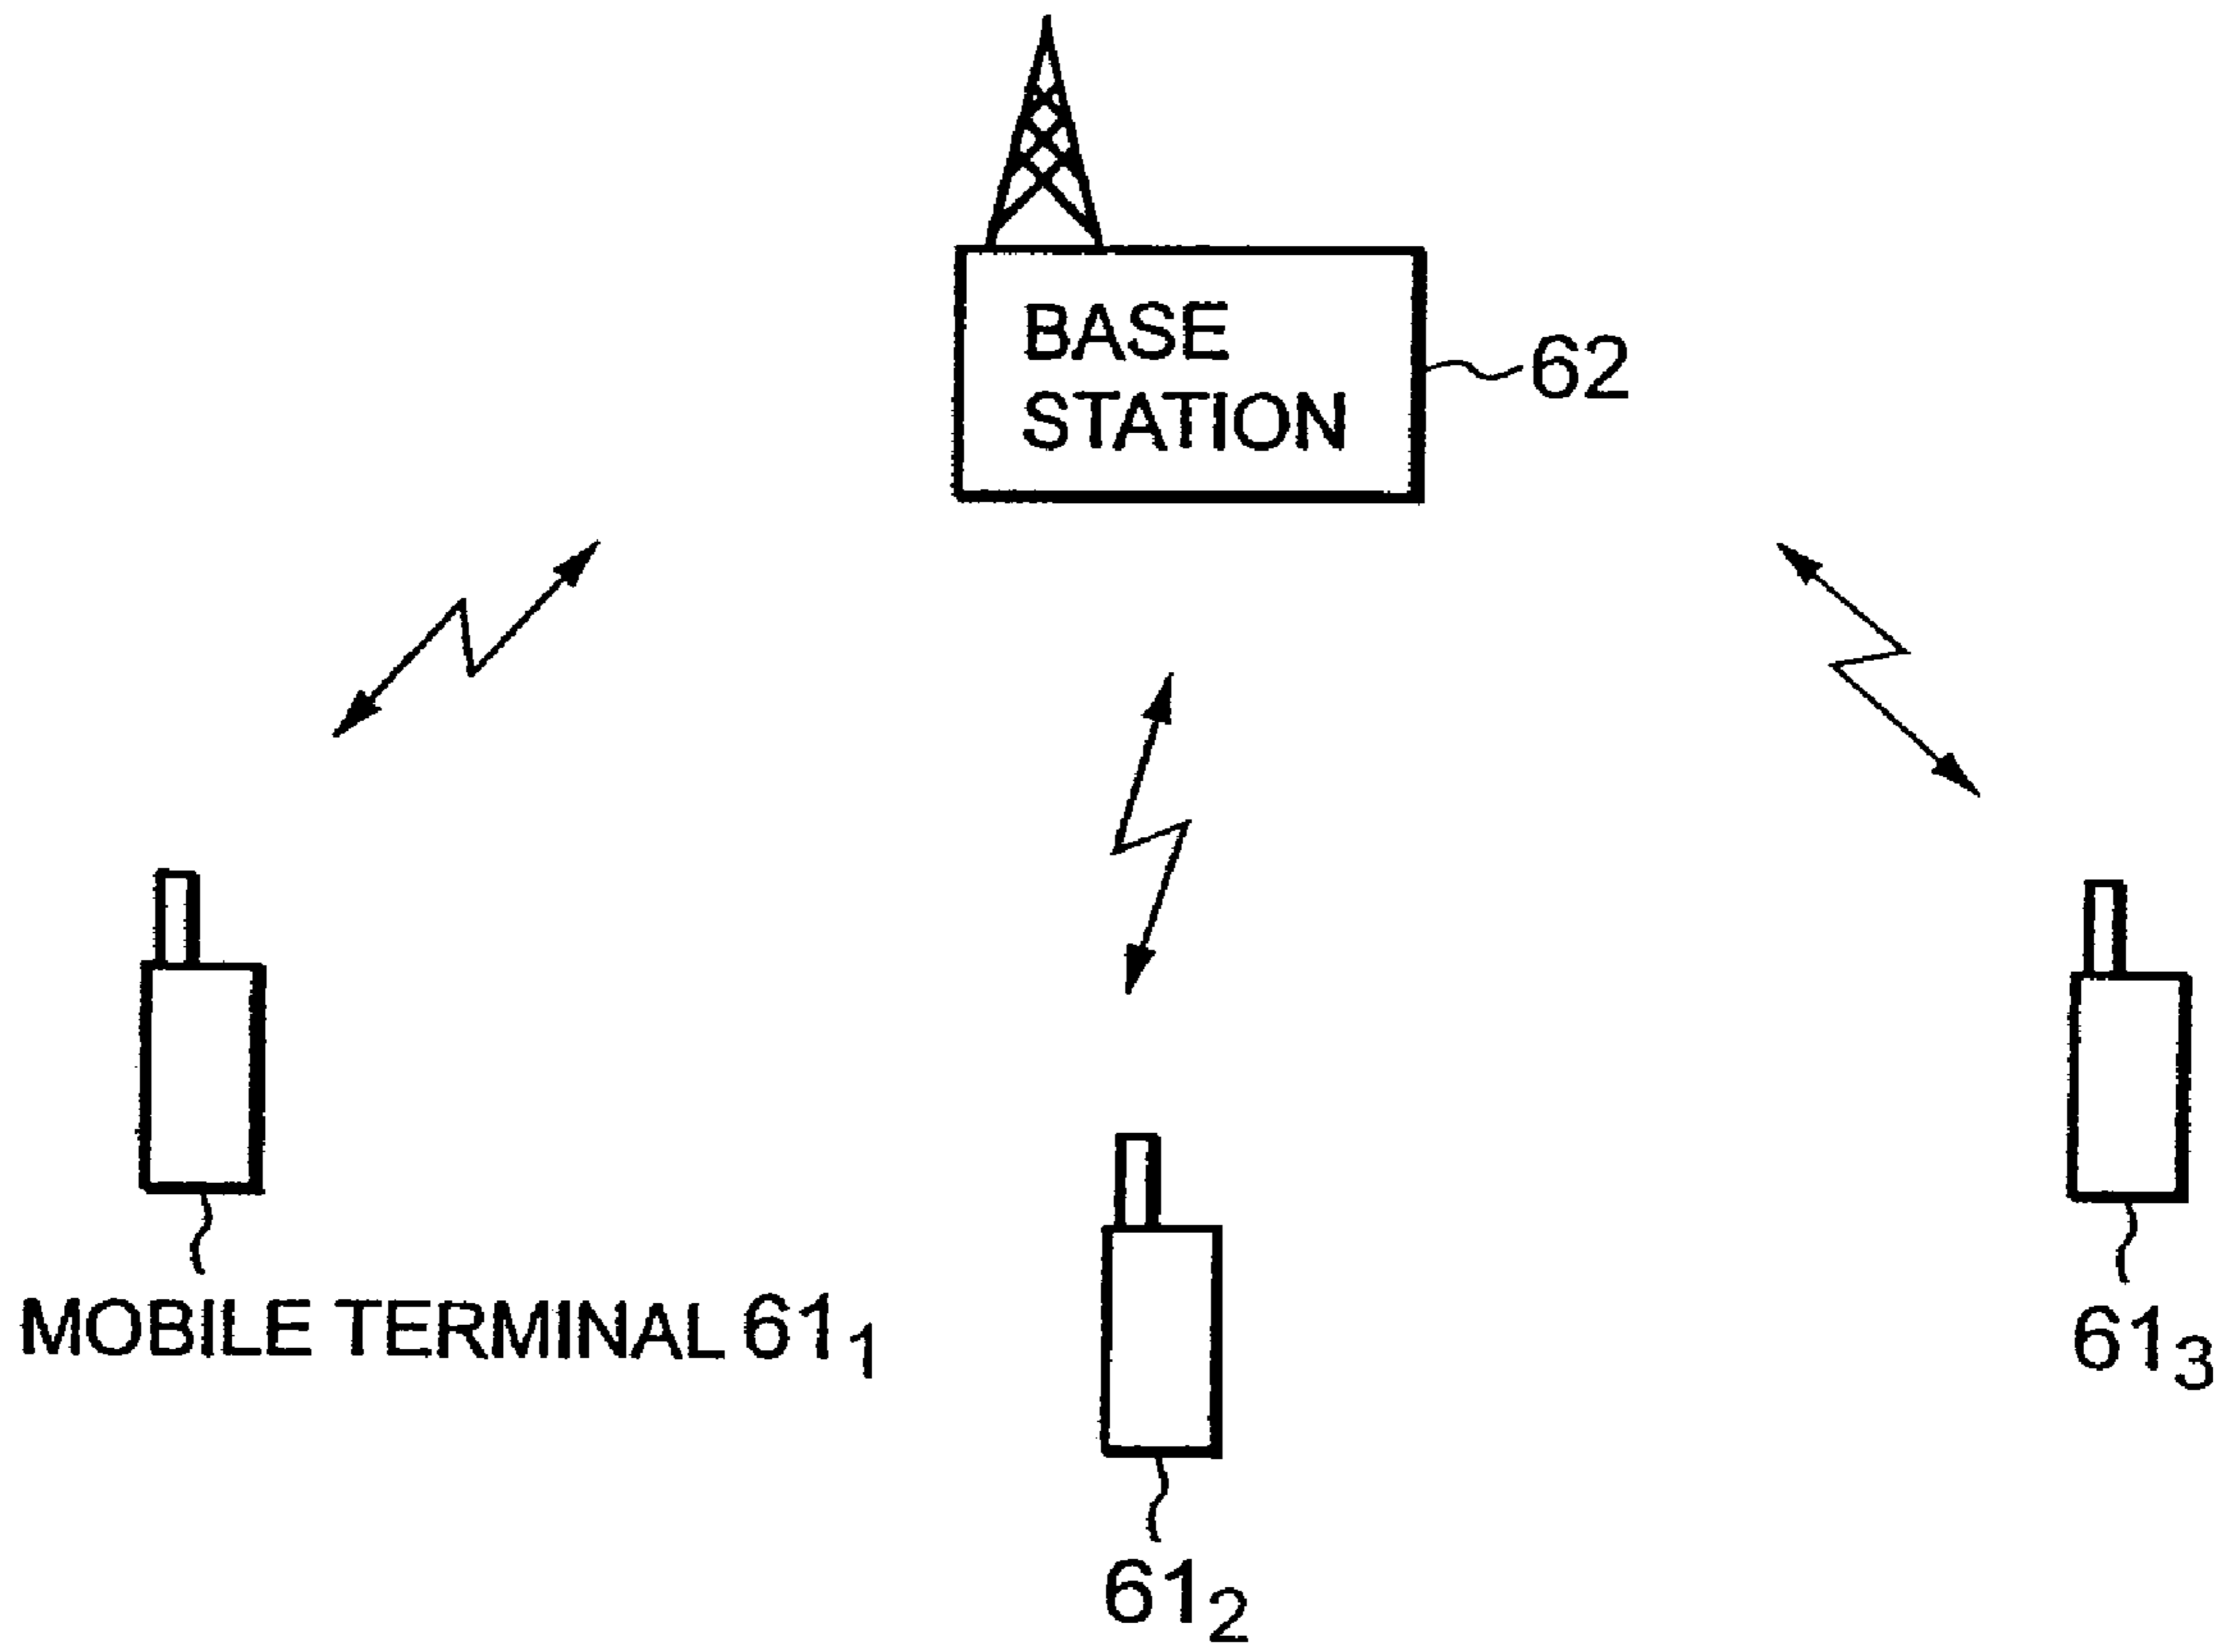 BASE
STATION
62
MOBILE TERMINAL 61₁
61₃
61₂